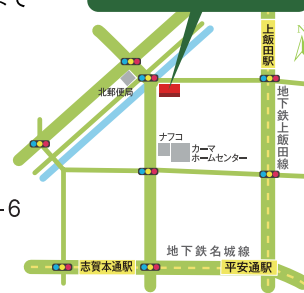 上飯田駅
北郵便局
地下鉄上飯田線
ナフコ
カーマ
ホームセンター
-6
地下鉄名城線
志賀本通駅
平安通駅